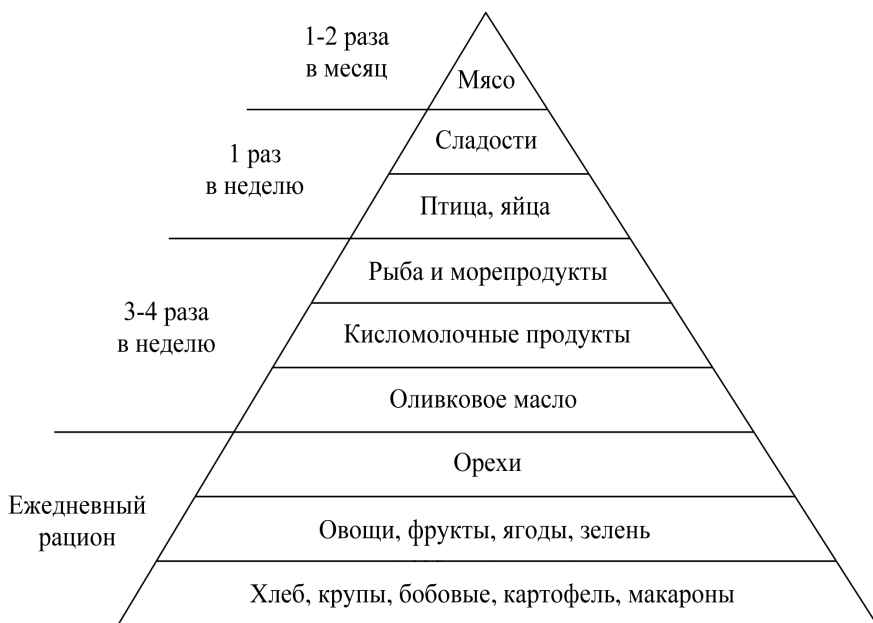 1-2 раза
в месяц
Мясо
Сладости
1 раз
в неделю
Птица, яйца
Рыба и морепродукты
3-4 раза
в неделю
Кисломолочные продукты
Оливковое масло
Орехи
Ежедневный
рацион
Овощи, фрукты, ягоды, зелень
Хлеб, крупы, бобовые, картофель, макароны